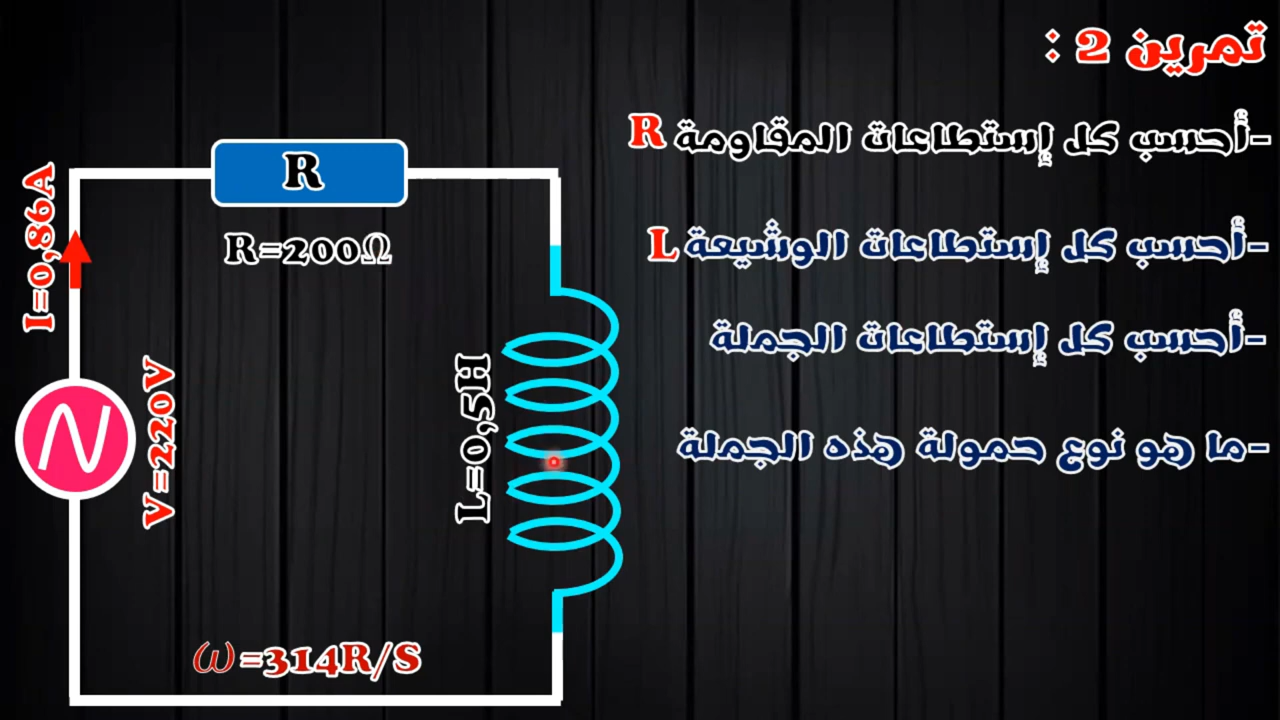 تمرين 2 :
-أحسب كل إستطاعات المقاومة R
-أحسب كل إستطاعات الوشيعة L
-أحسب كل إستطاعات الجملة
-ما هو نوع حمولة هذه الجملة
R
R=200Ω
I=0,86A
V=220V
L=0,5H
ω=314R/S